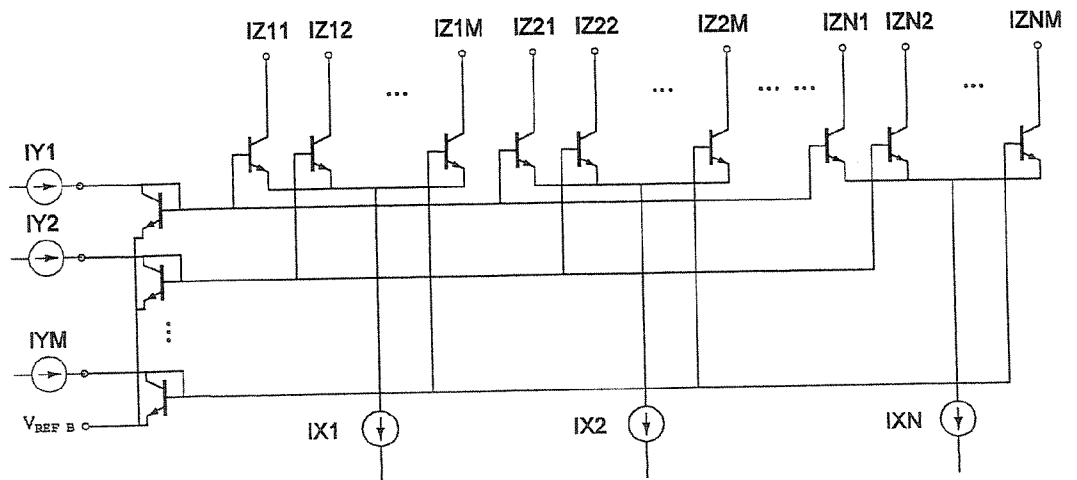 IZ11 IZ12 IZ1M IZ21 IZ22 IZ2M IZN1 IZN2 IZNM
... ... ... ... ...
IY1
IY2
...
IYM
VREF B
IX1 IX2 IXN